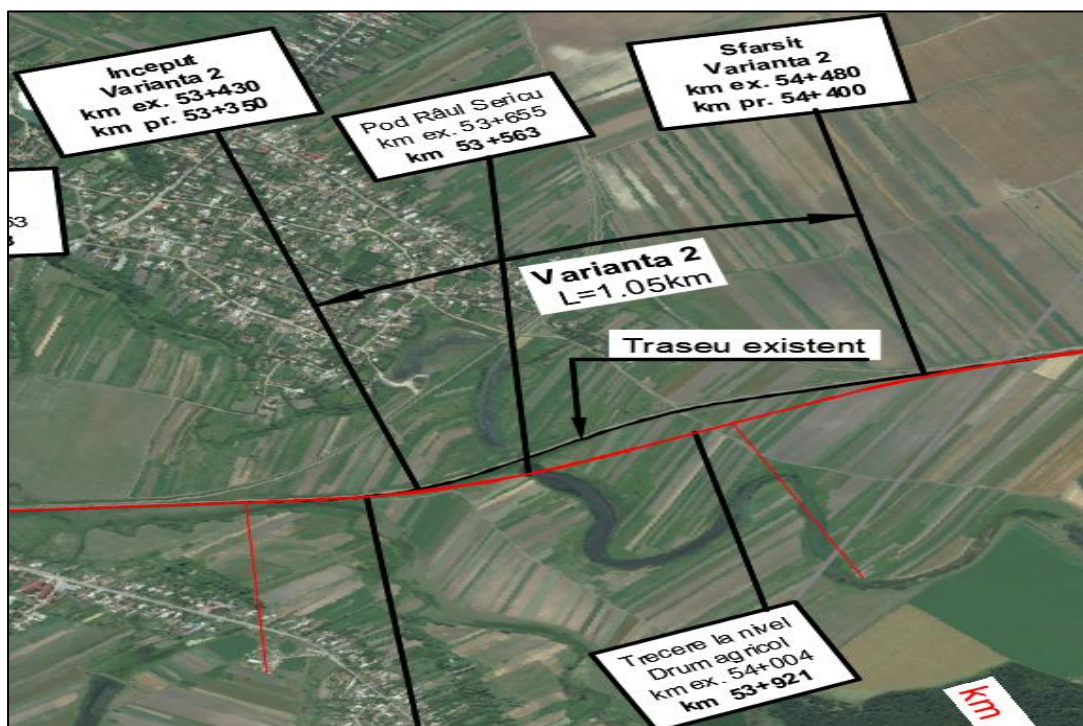 Inceput
Varianta 2
km ex. 53+430
km pr. 53+350
Pod Râul Sericu
km ex. 53+655
km 53+563
Sfarsit
Varianta 2
km ex. 54+480
km pr. 54+400
63
3
Varianta 2
L=1.05km
Traseu existent
Trecere la nivel
Drum agricol
km ex. 54+004
km 53+921
km